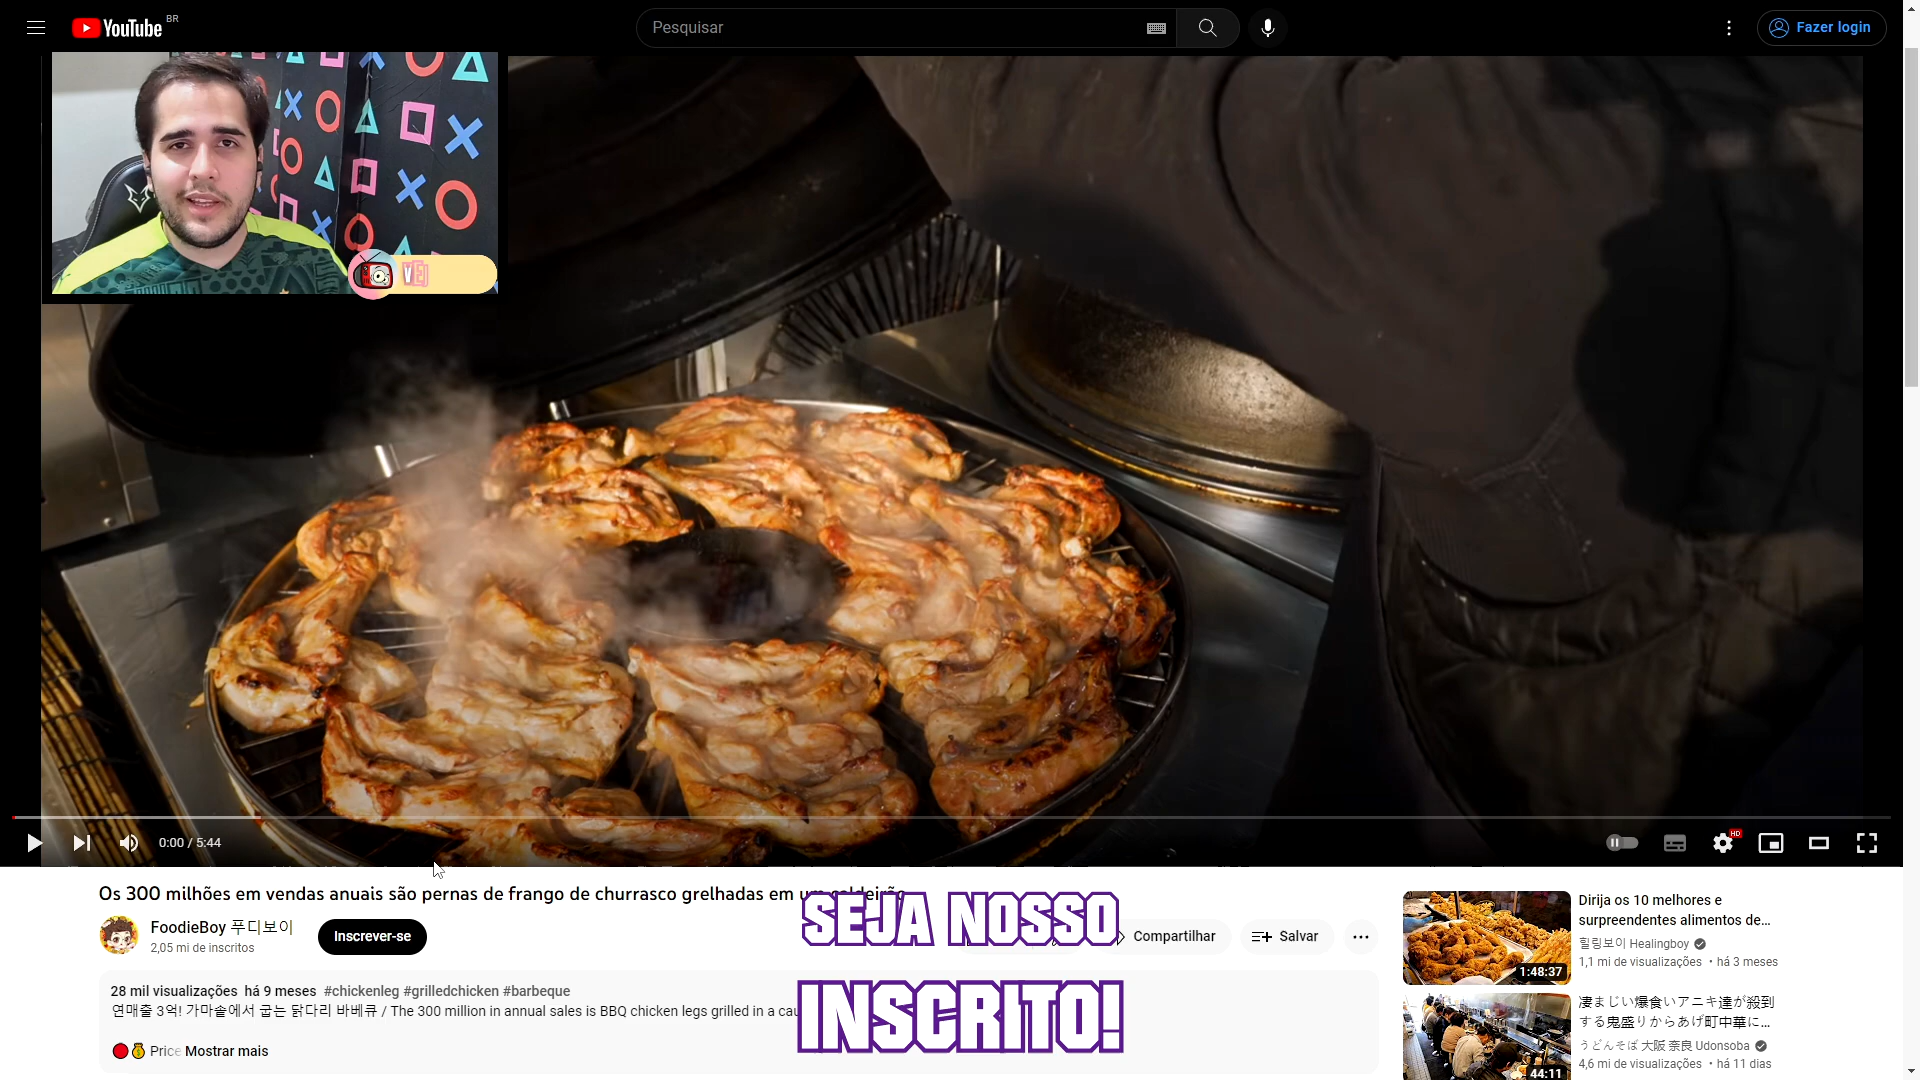 YouTube BR
Pesquisar
Fazer login
VEJ
0:00 / 5:44
HD
Os 300 milhões em vendas anuais são pernas de frango de churrasco grelhadas em um caldeirão
FoodieBoy 푸디보이
2,05 mi de inscritos
Inscrever-se
SEJA NOSSO
INSCRITO!
Compartilhar
Salvar
28 mil visualizações há 9 meses #chickenleg #grilledchicken #barbeque
연매출 3억! 가마솥에서 굽는 닭다리 바베큐 / The 300 million in annual sales is BBQ chicken legs grilled in a cau
Price Mostrar mais
1:48:37
Dirija os 10 melhores e
surpreendentes alimentos de...
힐링보이 Healingboy
1,1 mi de visualizações • há 3 meses
44:11
凄まじい爆食いアニキ達が殺到
する鬼盛りからあげ町中華に...
うどんそば 大阪 奈良 Udonsoba
4,6 mi de visualizações • há 11 dias